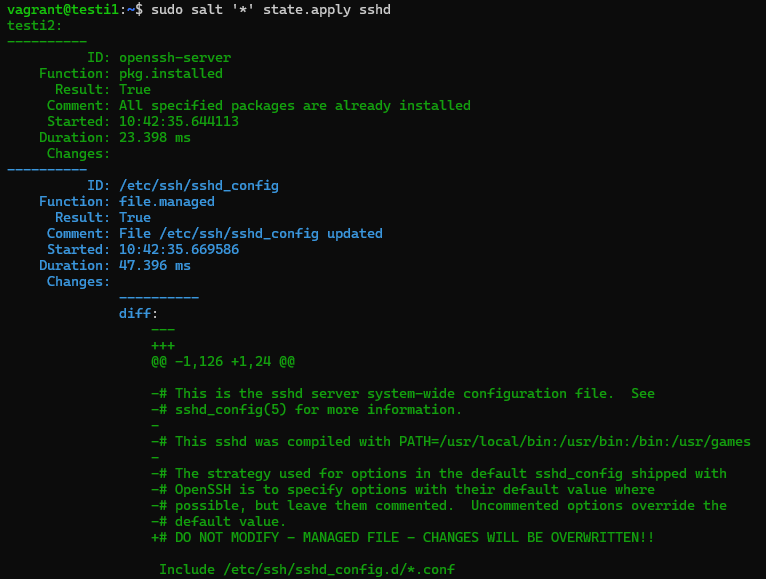 vagrant@testi1:~$ sudo salt '*' state.apply sshd
testi2:
----------
          ID: openssh-server
    Function: pkg.installed
      Result: True
     Comment: All specified packages are already installed
     Started: 10:42:35.644113
    Duration: 23.398 ms
     Changes:
----------
          ID: /etc/ssh/sshd_config
    Function: file.managed
      Result: True
     Comment: File /etc/ssh/sshd_config updated
     Started: 10:42:35.669586
    Duration: 47.396 ms
     Changes:
              ----------
              diff:
                  ---
                  +++
                  @@ -1,126 +1,24 @@
                  -# This is the sshd server system-wide configuration file.  See
                  -# sshd_config(5) for more information.
                  -
                  -# This sshd was compiled with PATH=/usr/local/bin:/usr/bin:/bin:/usr/games
                  -
                  -# The strategy used for options in the default sshd_config shipped with
                  -# OpenSSH is to specify options with their default value where
                  -# possible, but leave them commented.  Uncommented options override the
                  -# default value.
                  +# DO NOT MODIFY - MANAGED FILE - CHANGES WILL BE OVERWRITTEN!!
                   Include /etc/ssh/sshd_config.d/*.conf